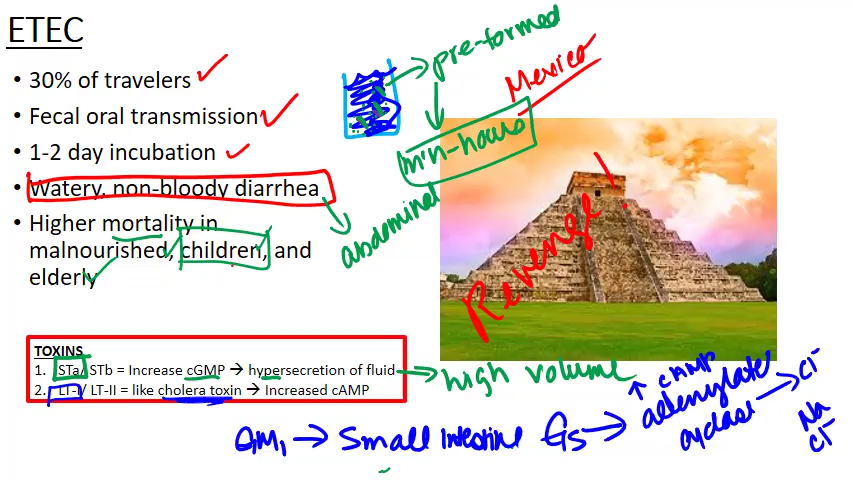 ETEC
• 30% of travelers
• Fecal oral transmission
• 1-2 day incubation
• Watery, non-bloody diarrhea
• Higher mortality in
malnourished, children, and
elderly
pre-formed
min-hours
abdominal
Mexico
Revenge!
TOXINS
1. STa/ STb = Increase cGMP → hypersecretion of fluid
2. LT-I/ LT-II = like cholera toxin → Increased cAMP
→ high volume
GM1 → Small intestine Gs →
↑ cAMP
adenylate
cyclase → Cl-
Na
Cl-